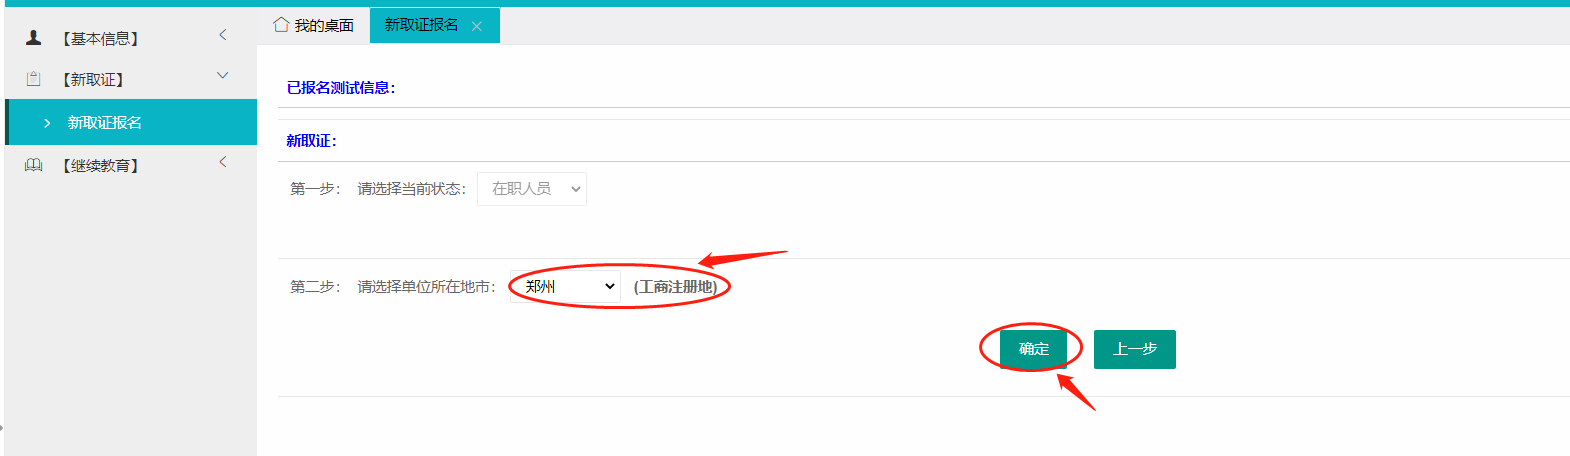 【基本信息】
【新取证】
新取证报名
【继续教育】
我的桌面
新取证报名
已报名测试信息：
新取证：
第一步： 请选择当前状态： 在职人员
第二步： 请选择单位所在地市： 郑州 (工商注册地)
确定
上一步